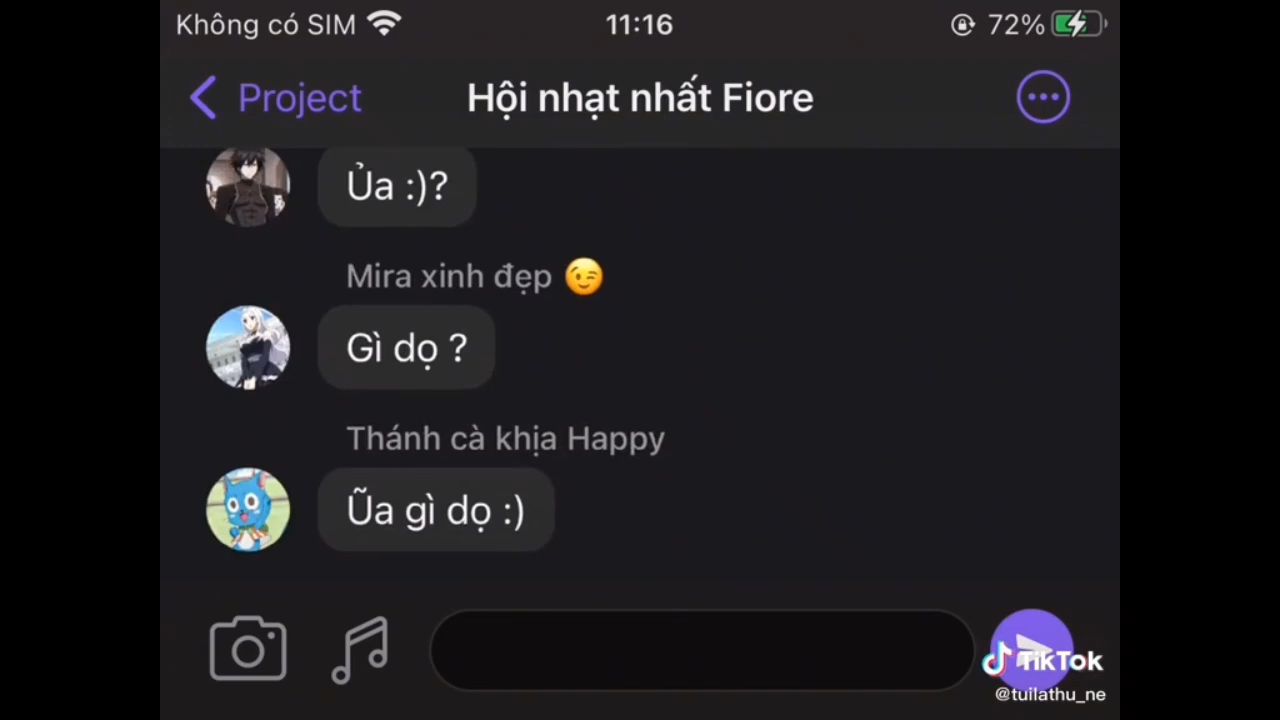 Không có SIM 11:16 72%
Project Hội nhạt nhất Fiore
Ủa :)?
Mira xinh đẹp 😉
Gì dọ ?
Thánh cà khịa Happy
Ũa gì dọ :)
TikTok
@tuilathu_ne